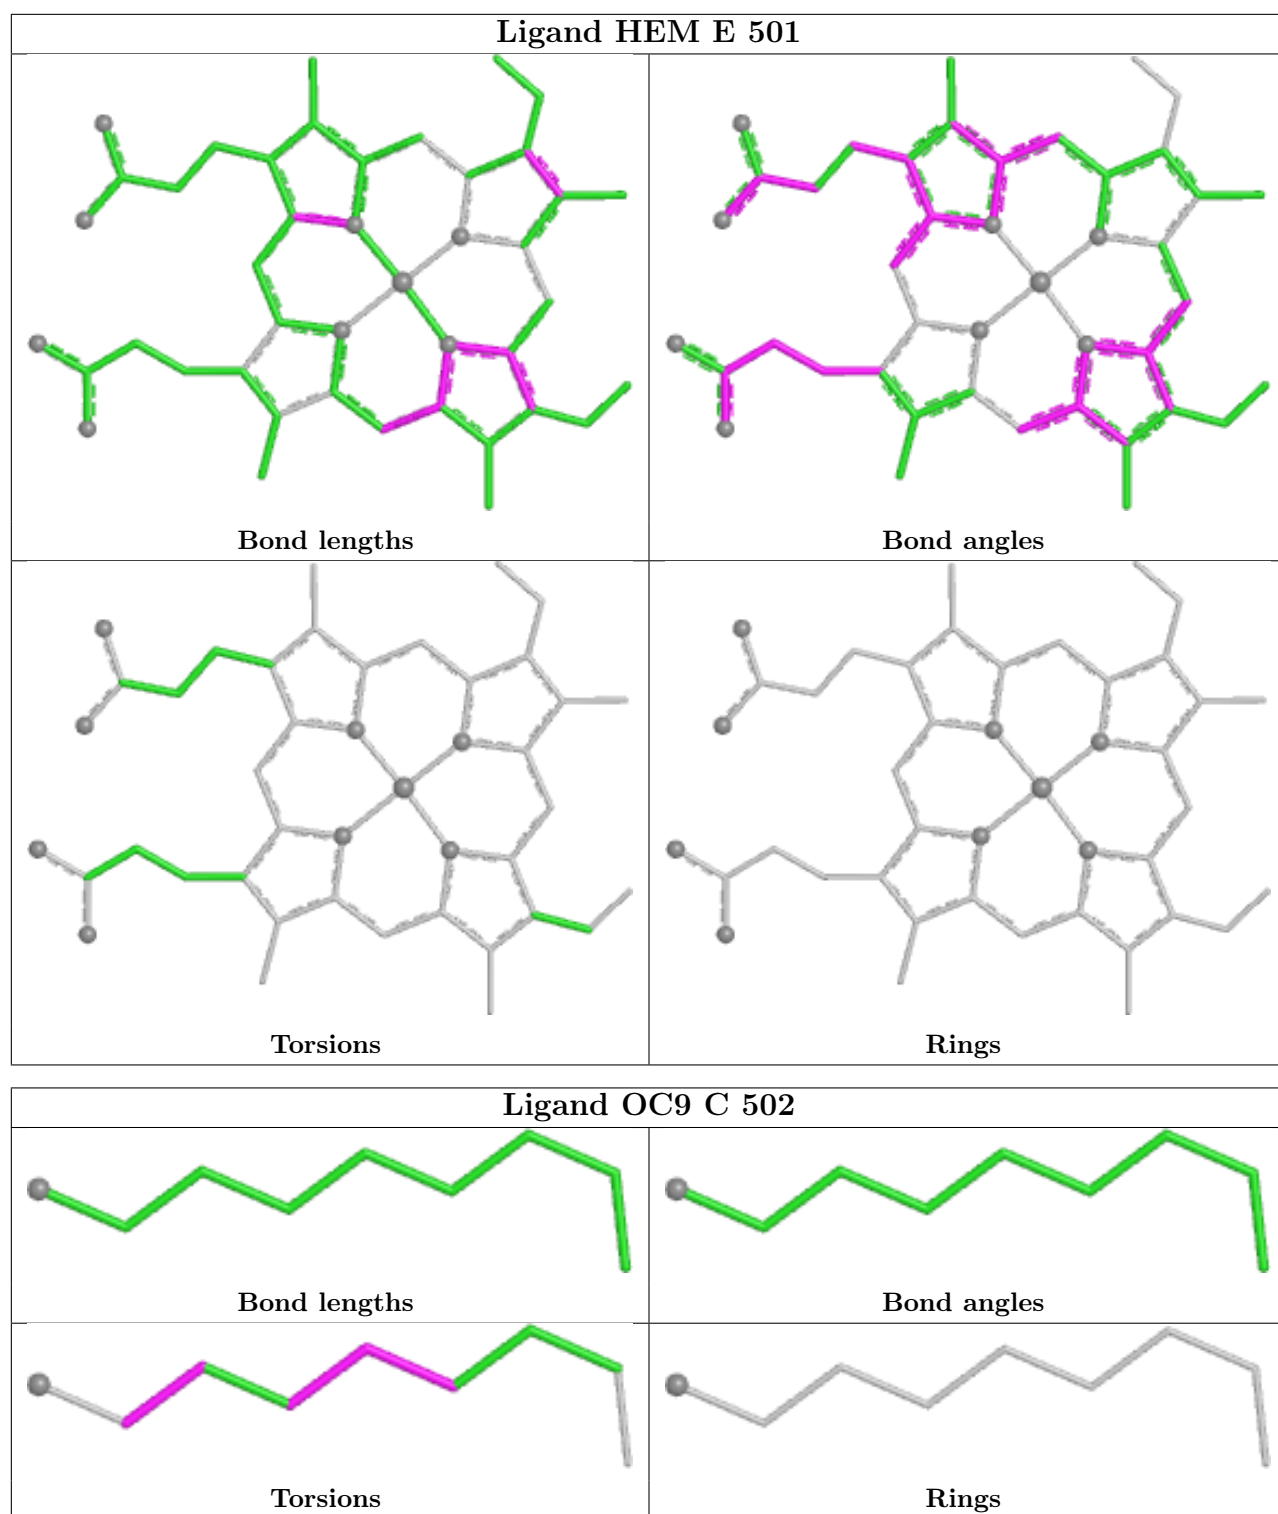 Ligand HEM E 501
Bond lengths
Bond angles
Torsions
Rings
Ligand OC9 C 502
Bond lengths
Bond angles
Torsions
Rings